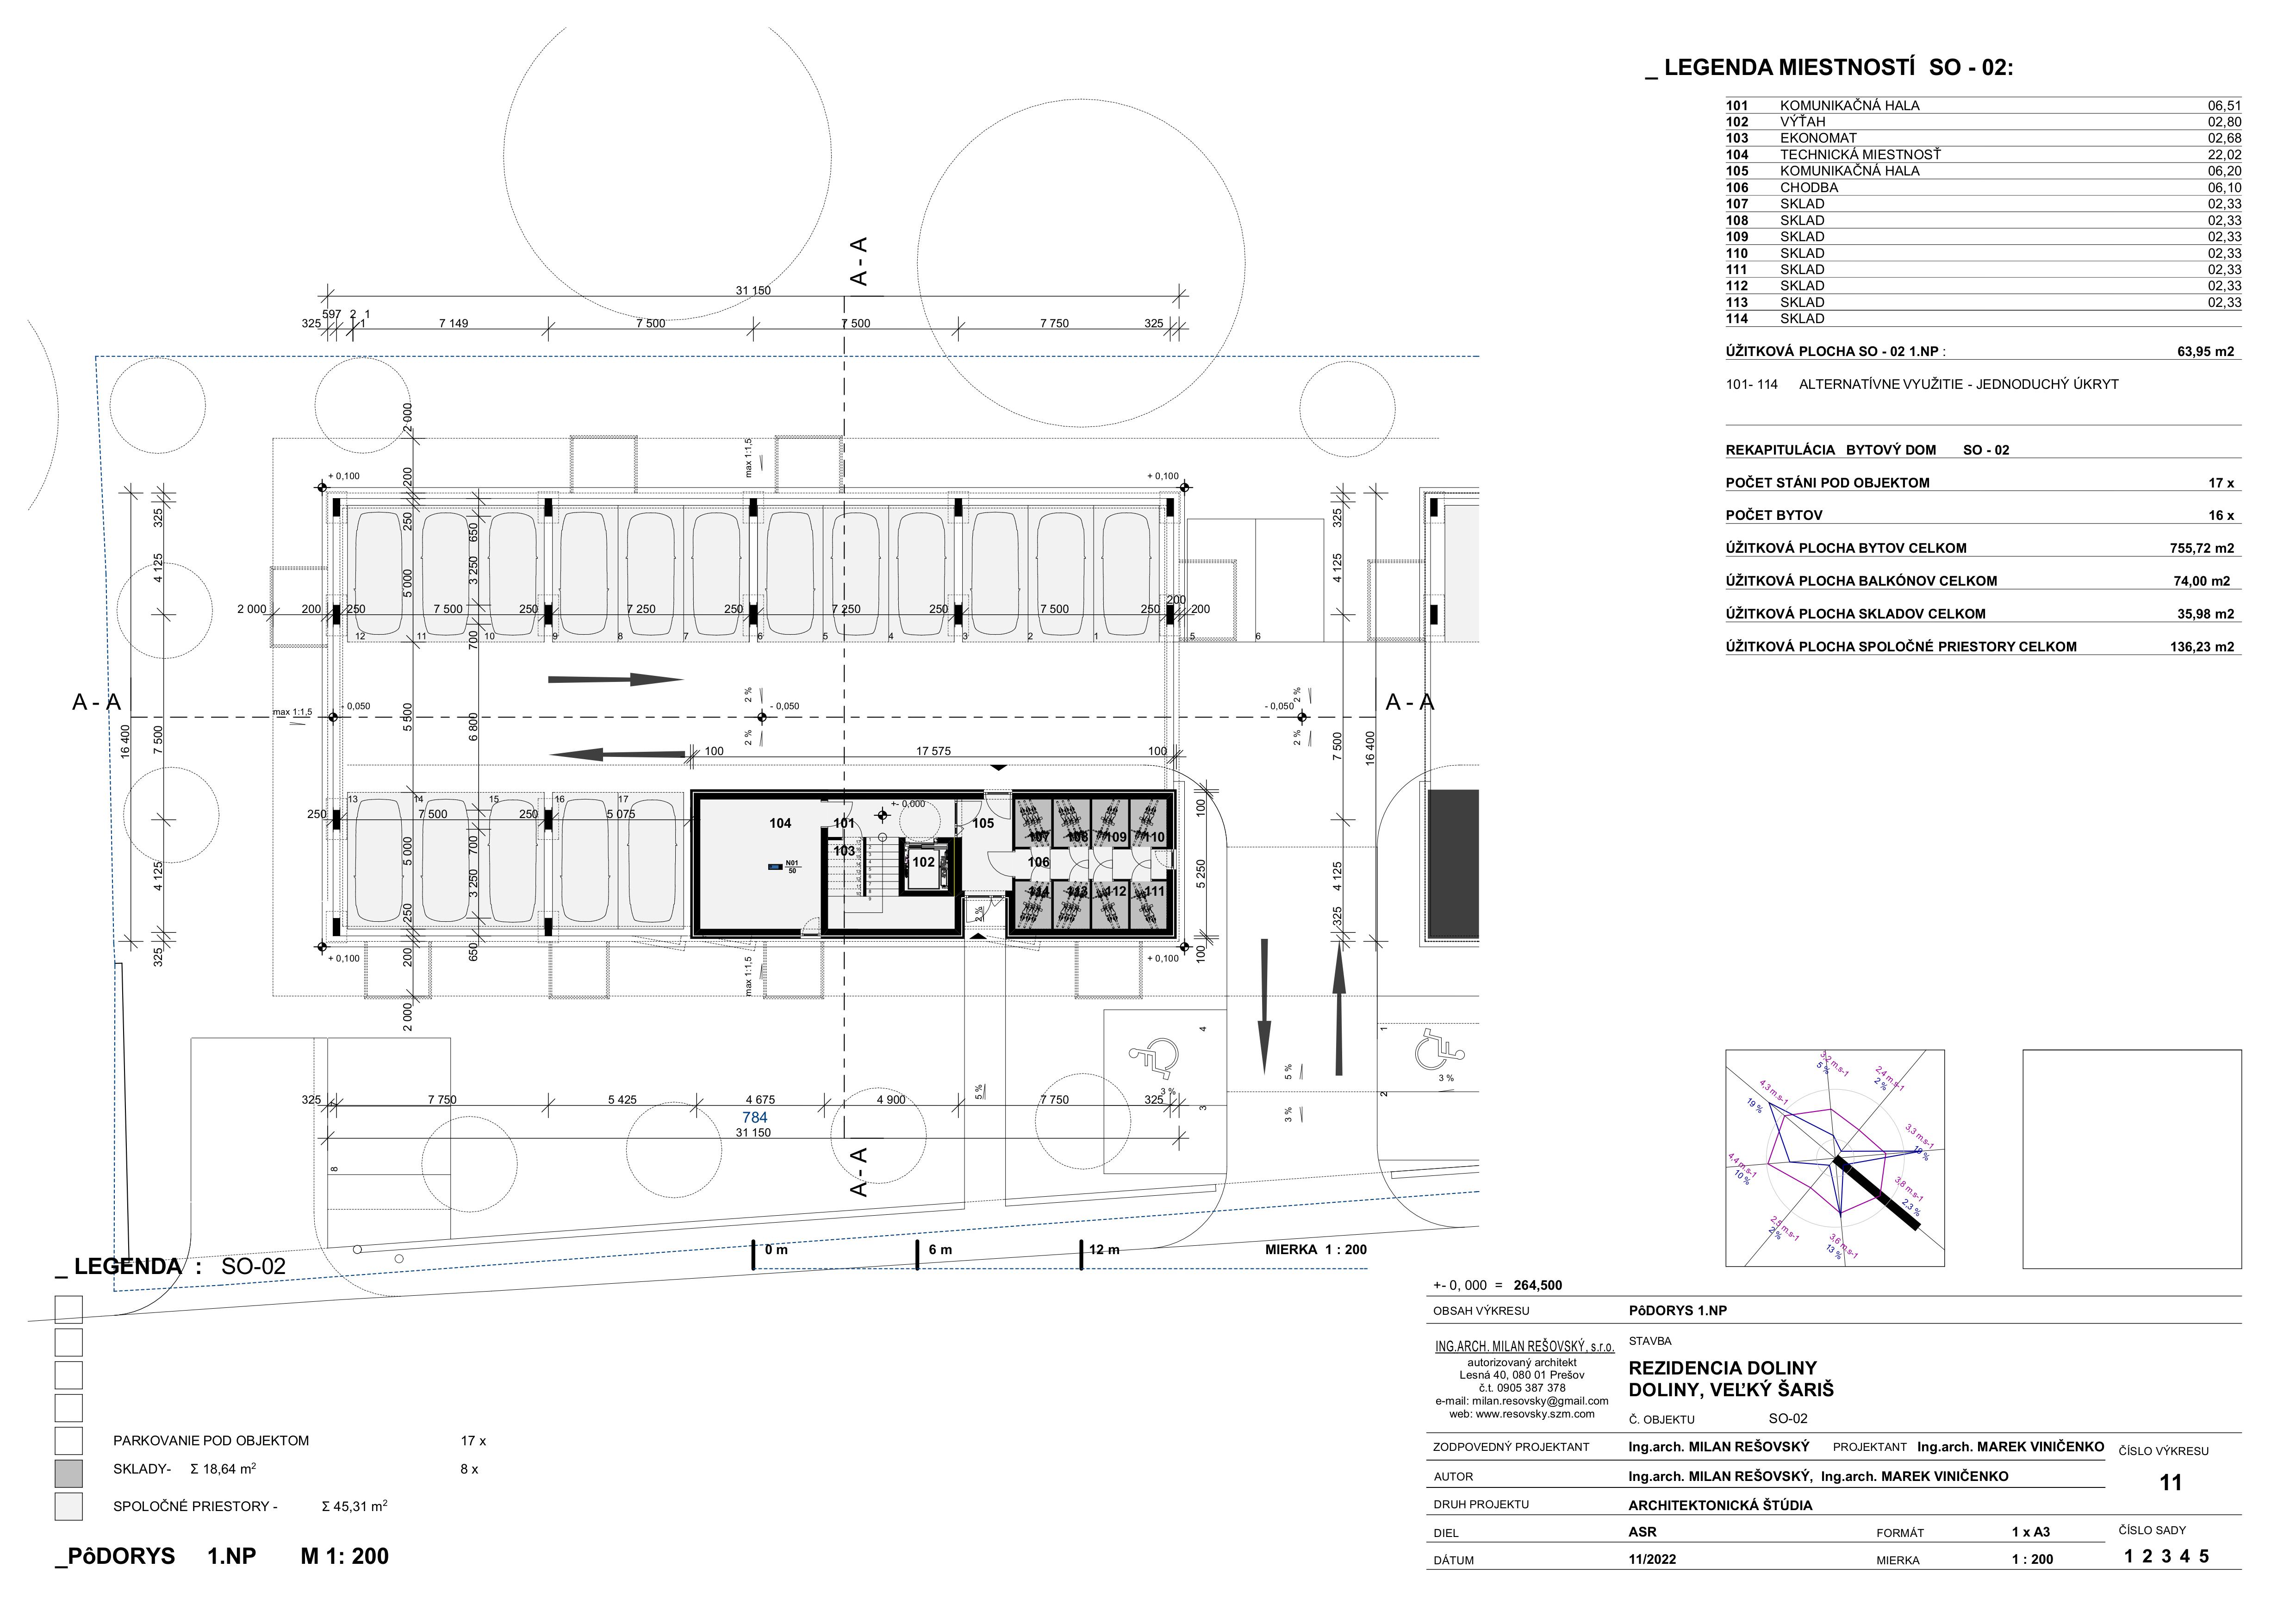 _ LEGENDA MIESTNOSTÍ SO - 02:
101 KOMUNIKAČNÁ HALA 06,51
102 VÝŤAH 02,80
103 EKONOMAT 02,68
104 TECHNICKÁ MIESTNOSŤ 22,02
105 KOMUNIKAČNÁ HALA 06,20
106 CHODBA 06,10
107 SKLAD 02,33
108 SKLAD 02,33
109 SKLAD 02,33
110 SKLAD 02,33
111 SKLAD 02,33
112 SKLAD 02,33
113 SKLAD 02,33
114 SKLAD
ÚŽITKOVÁ PLOCHA SO - 02 1.NP : 63,95 m2
101- 114 ALTERNATÍVNE VYUŽITIE - JEDNODUCHÝ ÚKRYT
REKAPITULÁCIA BYTOVÝ DOM SO - 02
POČET STÁNI POD OBJEKTOM 17 x
POČET BYTOV 16 x
ÚŽITKOVÁ PLOCHA BYTOV CELKOM 755,72 m2
ÚŽITKOVÁ PLOCHA BALKÓNOV CELKOM 74,00 m2
ÚŽITKOVÁ PLOCHA SKLADOV CELKOM 35,98 m2
ÚŽITKOVÁ PLOCHA SPOLOČNÉ PRIESTORY CELKOM 136,23 m2
A - A
31 150
325 597 2 1 1 7 149 7 500 7 500 7 750 325
2 000
200
max 1:1,5
+ 0,100
+ 0,100
325
4 125
7 500
4 125
325
16 400
250
5 000
5 500
5 000
250
200
2 000
650
3 250
700
6 800
700
3 250
650
2 000 200 250 7 500 250 7 250 250 7 250 250 7 500 250 200 200
12 11 10 9 8 7 6 5 4 3 2 1 5 6
A - A
A - A
max 1:1,5
- 0,050
- 0,050
- 0,050
2 %
2 %
2 %
2 %
100 17 575 100
13 14 15 16 17
250 7 500 250 5 075
104 101 +- 0,000 105
103 102 106
107 108 109 110
114 113 112 111
N01
50
2 %
100
5 250
100
325
4 125
7 500
4 125
325
16 400
+ 0,100
max 1:1,5
+ 0,100
4
1
3 %
3 %
5 %
5 %
3 %
3
2
325 7 750 5 425 4 675 4 900 7 750 325
784
31 150
A - A
8
0 m 6 m 12 m MIERKA 1 : 200
3,2 m.s-1
5 %
2,4 m.s-1
2 %
3,3 m.s-1
3,8 m.s-1
2,3 %
3,6 m.s-1
13 %
2,5 m.s-1
4,4 m.s-1
10 %
4,3 m.s-1
19 %
_ LEGENDA : SO-02
PARKOVANIE POD OBJEKTOM 17 x
SKLADY- Σ 18,64 m2 8 x
SPOLOČNÉ PRIESTORY - Σ 45,31 m2
_PôDORYS 1.NP M 1: 200
+- 0, 000 = 264,500
OBSAH VÝKRESU PôDORYS 1.NP
ING.ARCH. MILAN REŠOVSKÝ, s.r.o.
autorizovaný architekt
Lesná 40, 080 01 Prešov
č.t. 0905 387 378
e-mail: milan.resovsky@gmail.com
web: www.resovsky.szm.com
STAVBA
REZIDENCIA DOLINY
DOLINY, VEĽKÝ ŠARIŠ
Č. OBJEKTU SO-02
ZODPOVEDNÝ PROJEKTANT Ing.arch. MILAN REŠOVSKÝ PROJEKTANT Ing.arch. MAREK VINIČENKO
ČÍSLO VÝKRESU
11
AUTOR Ing.arch. MILAN REŠOVSKÝ, Ing.arch. MAREK VINIČENKO
DRUH PROJEKTU ARCHITEKTONICKÁ ŠTÚDIA
DIEL ASR FORMÁT 1 x A3
ČÍSLO SADY
1 2 3 4 5
DÁTUM 11/2022 MIERKA 1 : 200